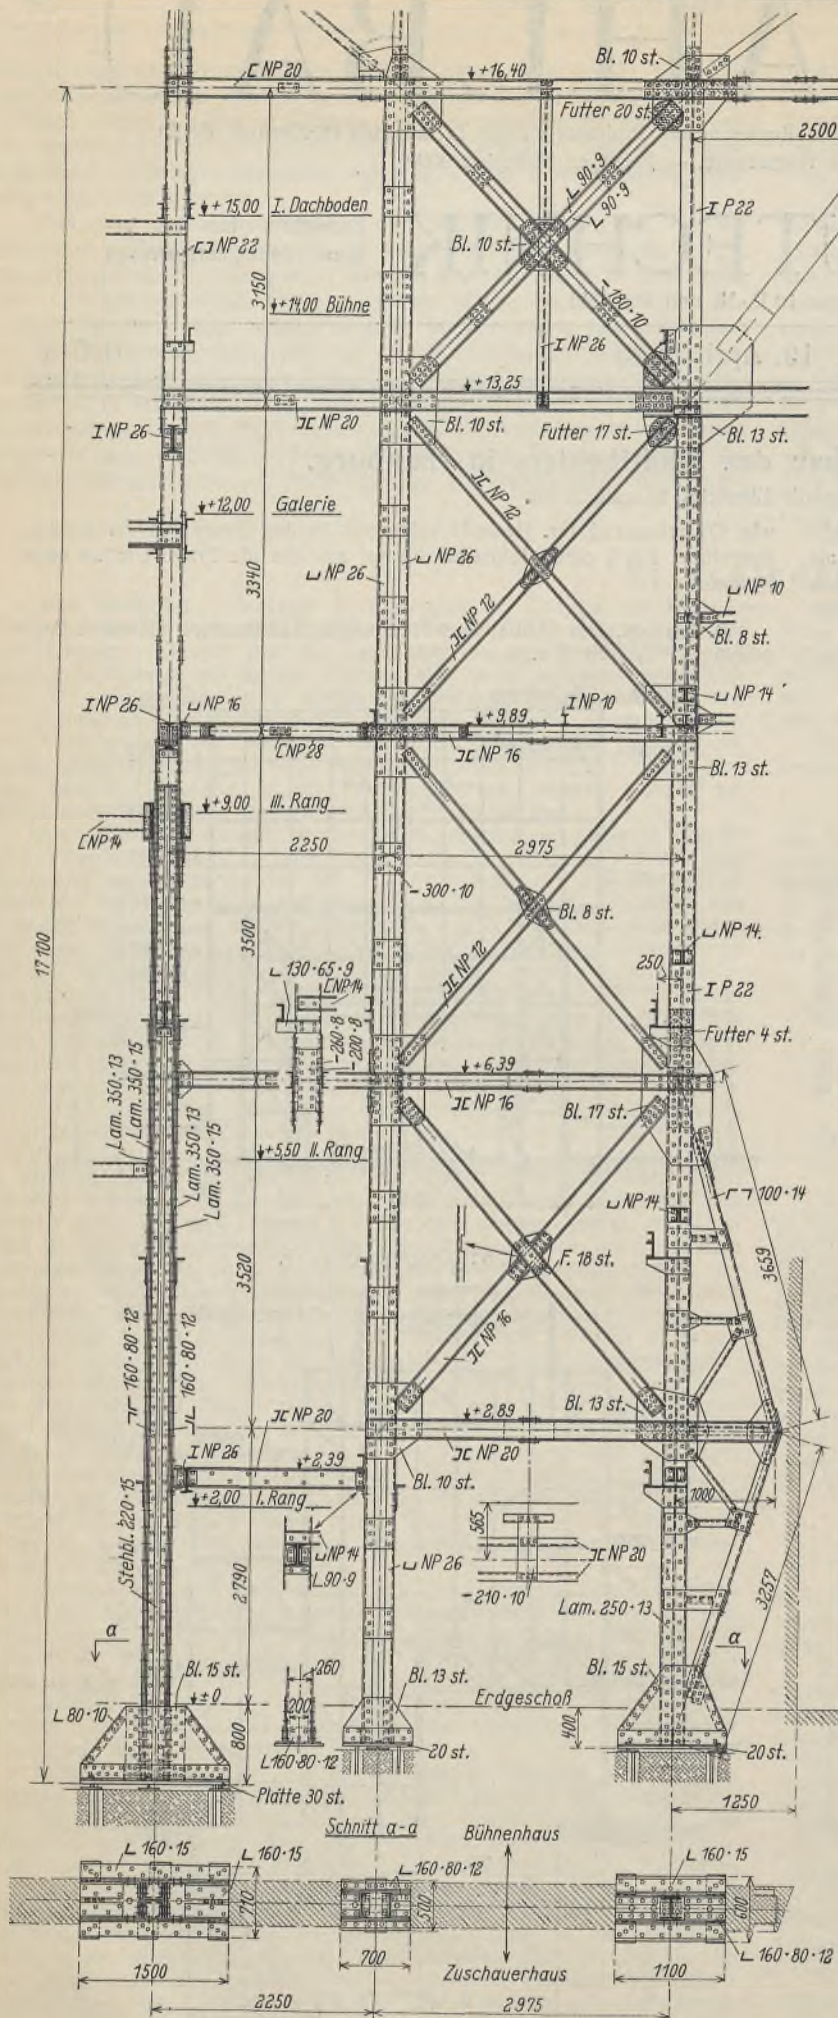 ⊏ NP 20
+16,40
Bl. 10 st.
Futter 20 st.
2500
∟ 90·9
∟ 90·9
I P 22
+15,00 I. Dachboden
⊏⊐ NP 22
Bl. 10 st.
3150
-180·10
+14,00 Bühne
I NP 26
+13,25
I NP 26
⊐⊏ NP 20
Bl. 10 st.
Futter 17 st.
Bl. 13 st.
⊐⊏ NP 12
+12,00 Galerie
⊔ NP 26
⊔ NP 26
3340
⊔ NP 10
Bl. 8 st.
⊐⊏ NP 12
I NP 26
⊔ NP 16
⊔ NP 14
+9,89
I NP 10
⊏NP28
⊐⊏ NP 16
Bl. 13 st.
+9,00 III. Rang
⊏NP14
2250
2975
-300·10
Bl. 8 st.
17100
3500
⊔ NP 14.
250
∟ 130·65·9
⊏NP14
⊐⊏ NP 12
I P 22
-260·8
-200·8
Futter 4 st.
+6,39
⊐⊏ NP 16
Bl. 17 st.
Lam. 350·13
Lam. 350·15
Lam. 350·13
Lam. 350·15
+5,50 II. Rang
100·14
⊔ NP 14
3659
F. 18 st.
3520
160·80·12
160·80·12
⊐⊏ NP 16
+2,89
Bl. 13 st.
⊐⊏ NP 20
⊐⊏ NP 20
I NP 26
+2,39
Bl. 10 st.
1000
+2,00 I. Rang
Stehbl. 220·15
565
⊔ NP 14
∟90·9
⊔ NP 26
⊐⊏ NP 20
-210·10
2790
3257
Lam. 250·13
a
a
Bl. 15 st.
260
Bl. 13 st.
Bl. 15 st.
±0
Erdgeschoß
∟ 80·10
200
800
400
∟160·80·12
20 st.
20 st.
Platte 30 st.
1250
Schnitt a-a
Bühnenhaus
∟ 160·15
∟ 160·15
∟ 160·80·12
∟ 160·15
710
500
600
∟ 160·80·12
1500
700
Zuschauerhaus
1100
2250
2975